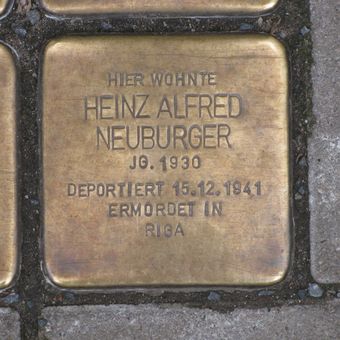 HIER WOHNTE
HEINZ ALFRED
NEUBURGER
JG. 1930
DEPORTIERT 15.12.1941
ERMORDET IN
RIGA